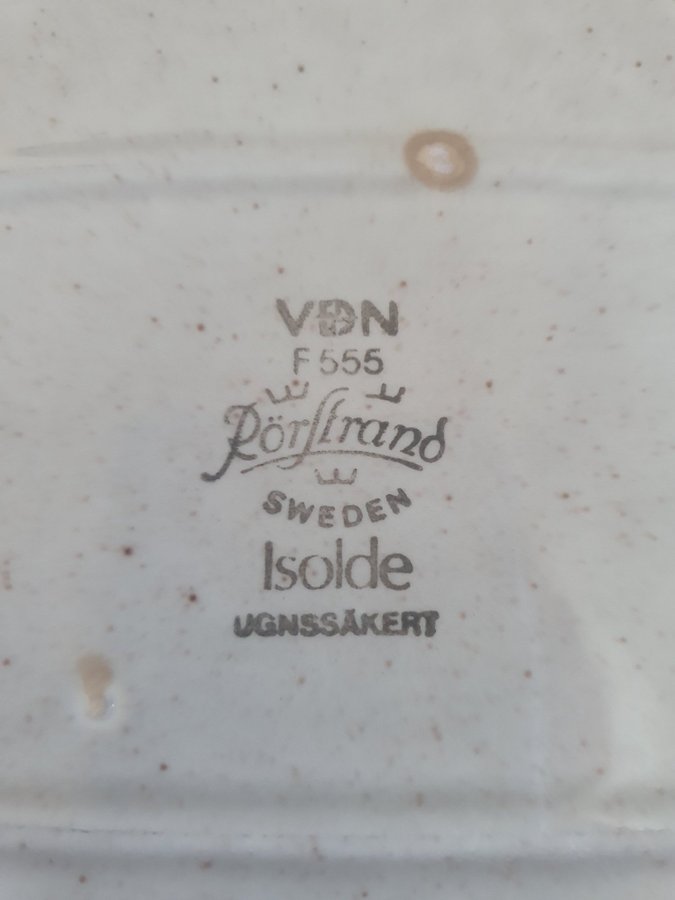 VDN
F555
Rörstrand
SWEDEN
Isolde
UGNSSÄKERT